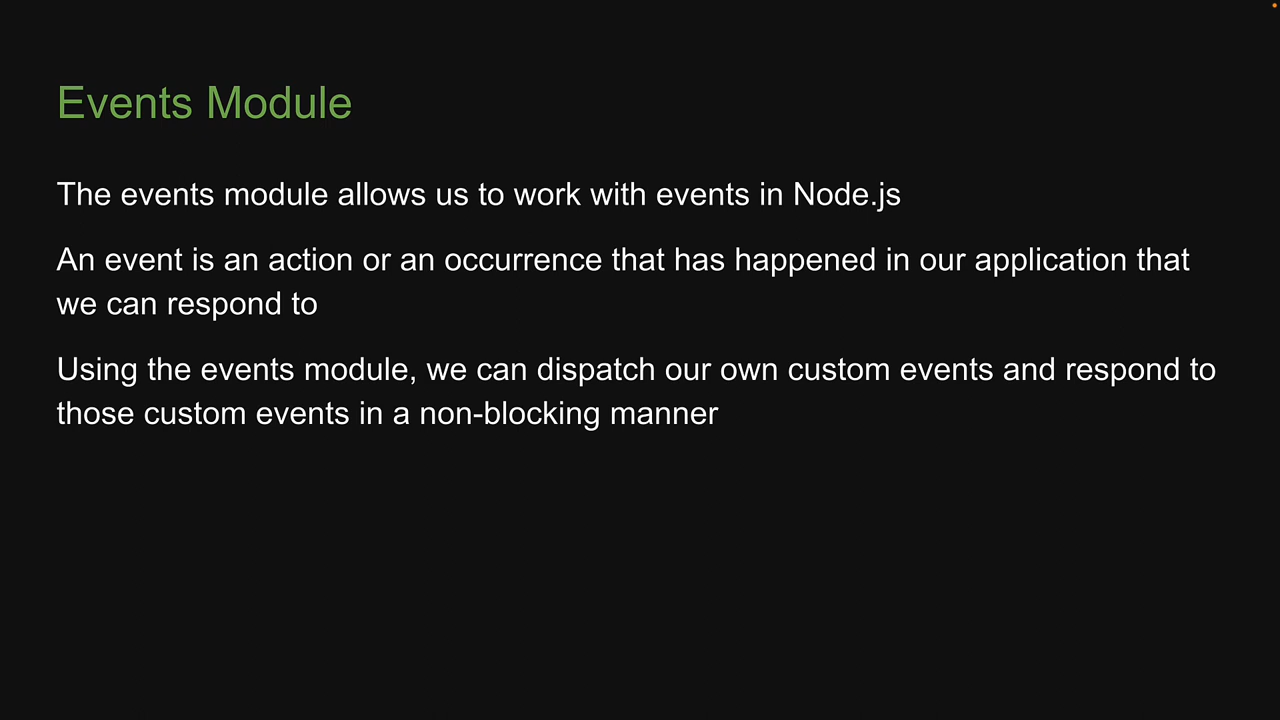 Events Module
The events module allows us to work with events in Node.js
An event is an action or an occurrence that has happened in our application that
we can respond to
Using the events module, we can dispatch our own custom events and respond to
those custom events in a non-blocking manner